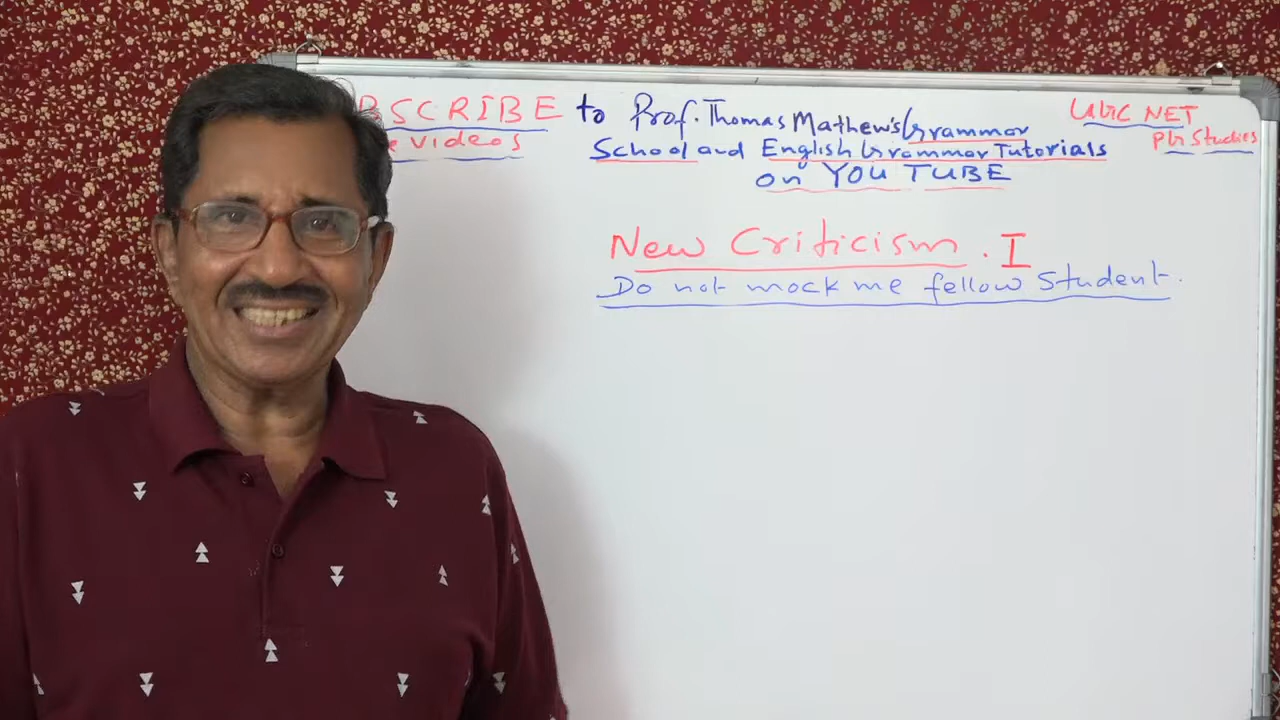 BSCRIBE to Prof. Thomas Mathew's Grammar
e Videos School and English Grammar Tutorials
on YOU TUBE
UGC NET
PG Studies
New Criticism. I
Do not mock me fellow Student.